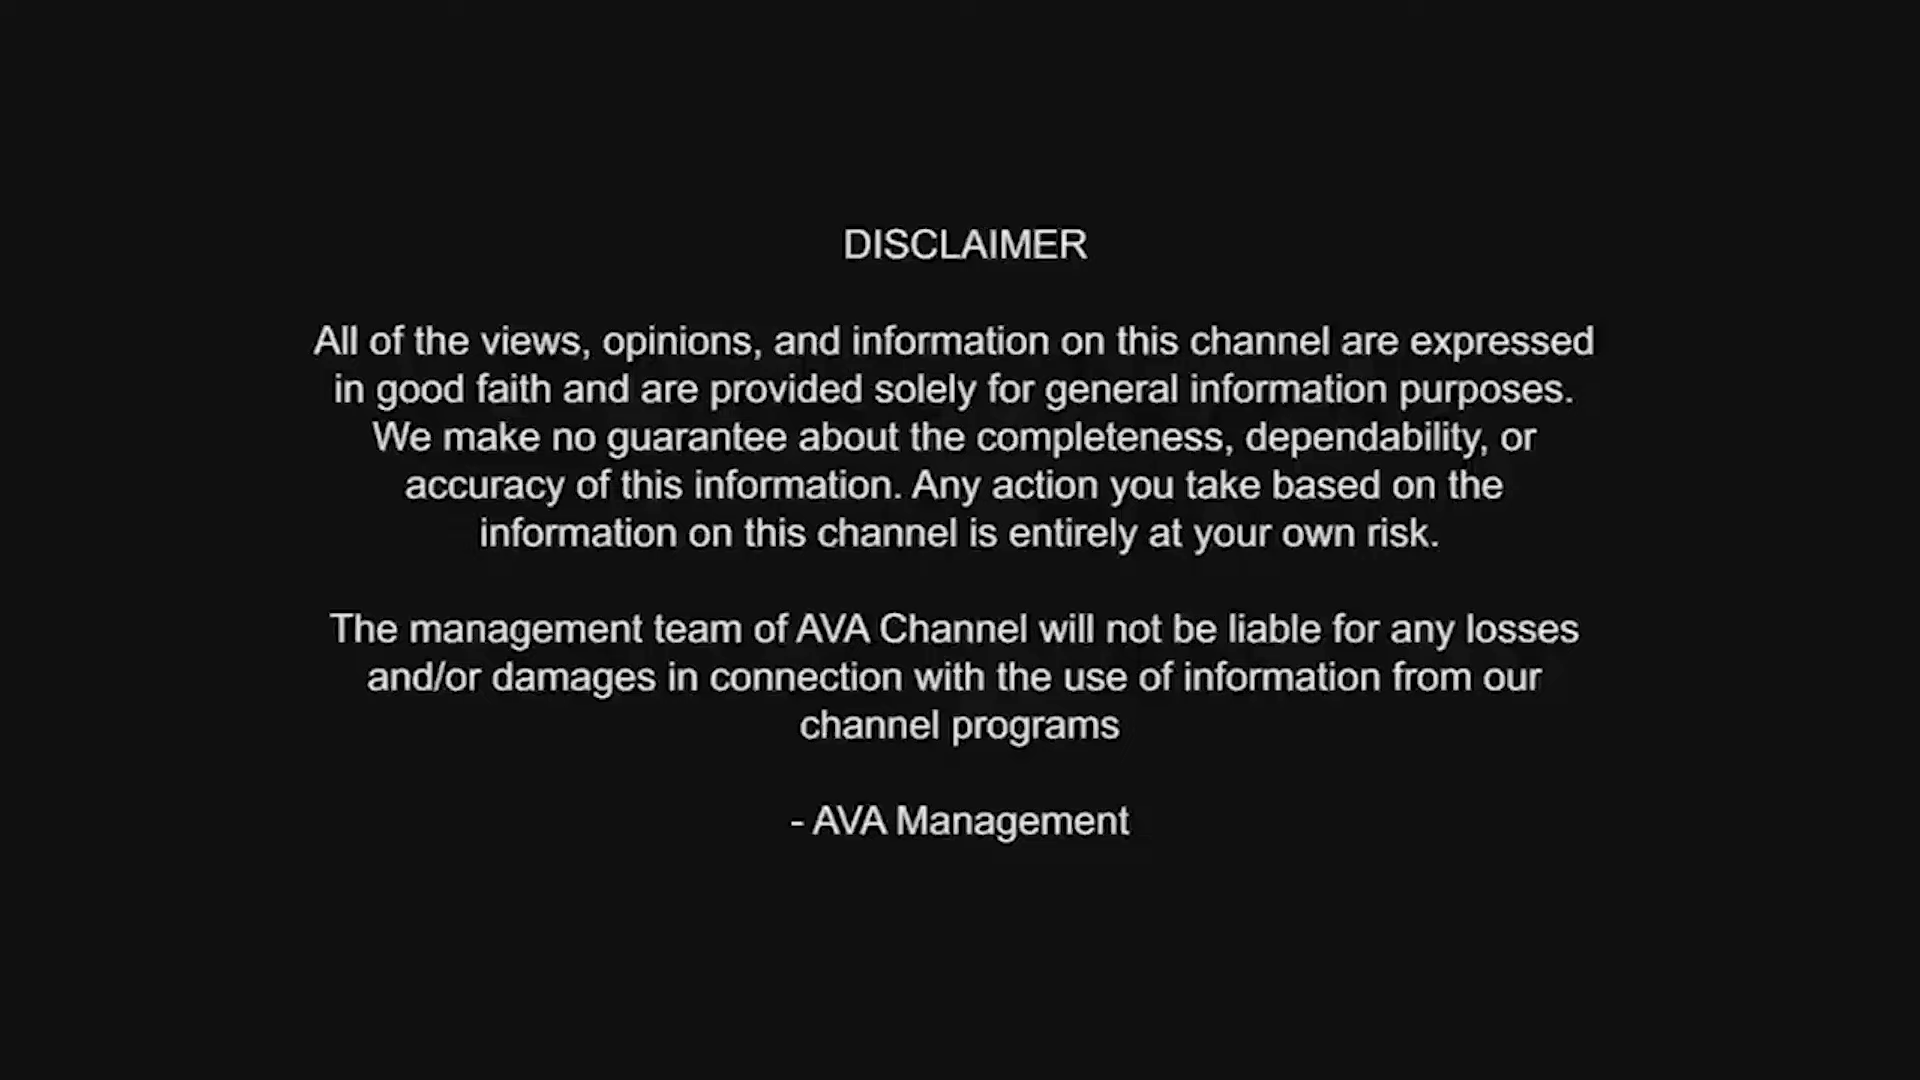 DISCLAIMER
All of the views, opinions, and information on this channel are expressed
in good faith and are provided solely for general information purposes.
We make no guarantee about the completeness, dependability, or
accuracy of this information. Any action you take based on the
information on this channel is entirely at your own risk.
The management team of AVA Channel will not be liable for any losses
and/or damages in connection with the use of information from our
channel programs
- AVA Management